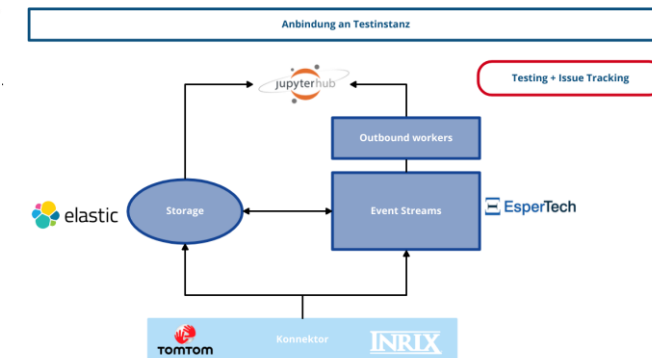 Anbindung an Testinstanz
Testing + Issue Tracking
jupyterhub
Outbound workers
elastic
Storage
Event Streams
EsperTech
TOMTOM
Konnektor
INRIX